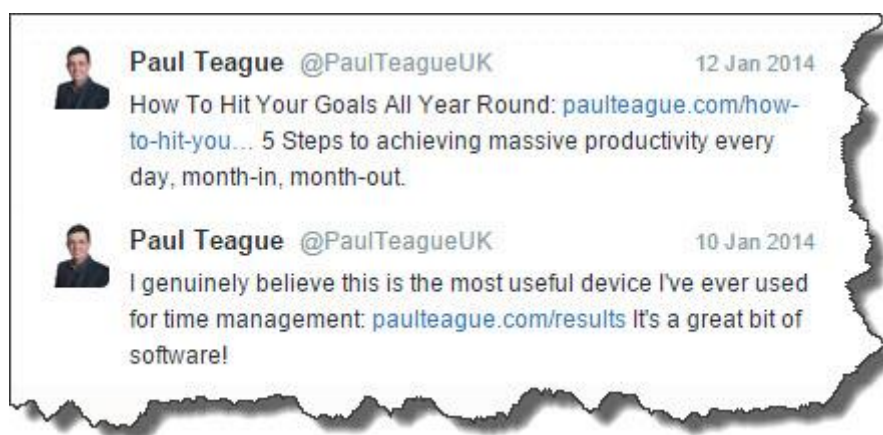 Paul Teague @PaulTeagueUK 12 Jan 2014
How To Hit Your Goals All Year Round: paulteague.com/how-
to-hit-you… 5 Steps to achieving massive productivity every
day, month-in, month-out.
Paul Teague @PaulTeagueUK 10 Jan 2014
I genuinely believe this is the most useful device I've ever used
for time management: paulteague.com/results It's a great bit of
software!